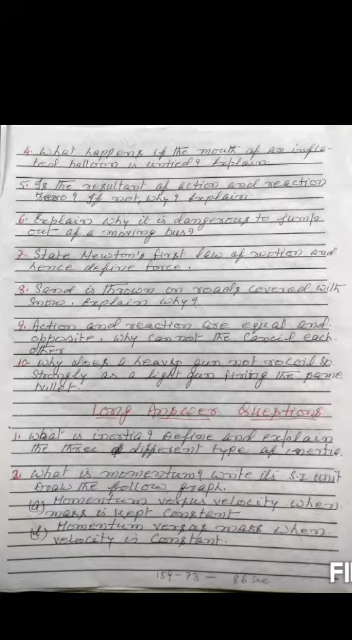 4. What happens if the mouth of an infla-
ted balloon is untied? Explain
5. Is the resultant of action and reaction
zero? If not, why? Explain
6. Explain why it is dangerous to jump
out of a moving bus?
7. State Newton's first law of motion and
hence define force.
8. Sand is thrown on roads covered with
snow. Explain why?
9. Action and reaction are equal and
opposite. Why can not the cancil each
other
10. Why does a heavy gun not recoil so
strongly as a light gun firing the same
bullet.
Long Answer Questions
1. What is inertia? Define and explain
the three different type of inertia.
2. What is momentum? write its S.I unit
Draw the follow graph.
(a) Momentum versus velocity when
mass is kept constant
Momentum versus mass when
velocity is constant.
154-73 -
FI